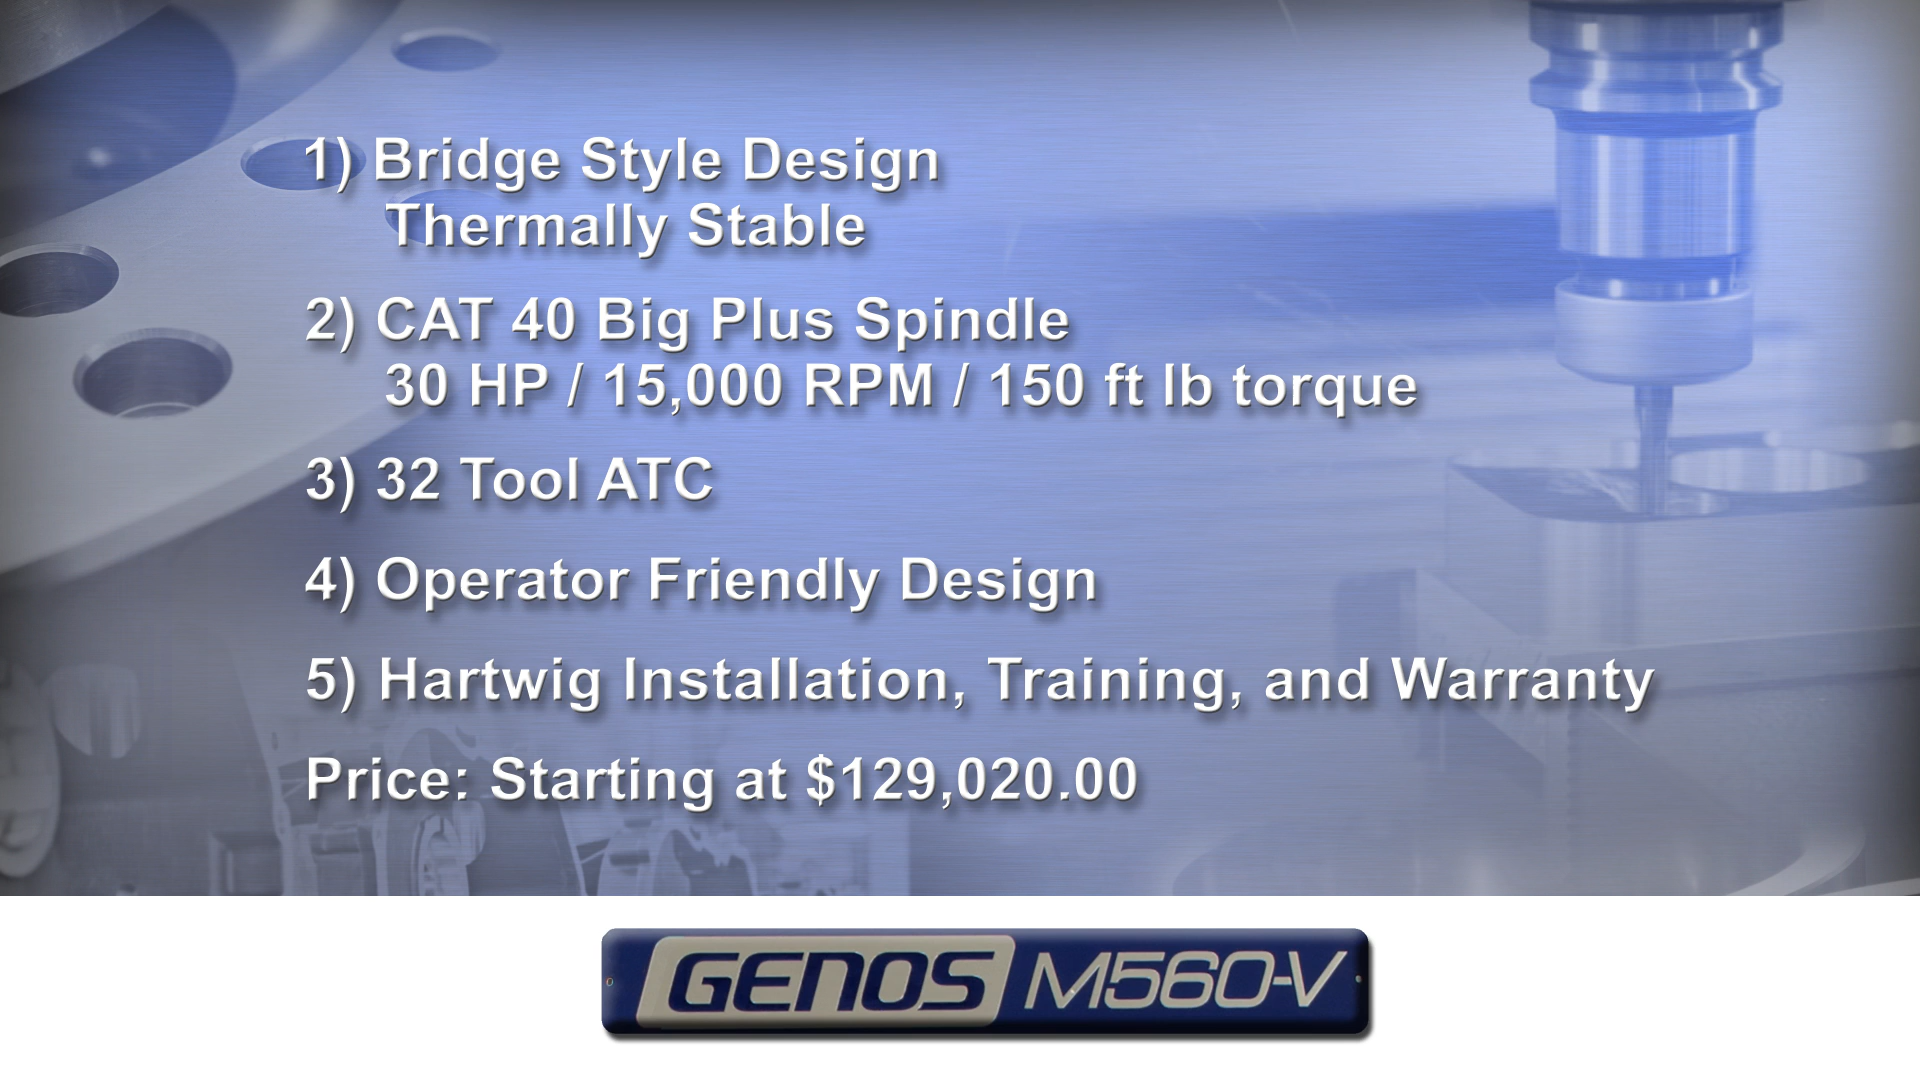 1) Bridge Style Design
Thermally Stable
2) CAT 40 Big Plus Spindle
30 HP / 15,000 RPM / 150 ft lb torque
3) 32 Tool ATC
4) Operator Friendly Design
5) Hartwig Installation, Training, and Warranty
Price: Starting at $129,020.00
GENOS M560-V